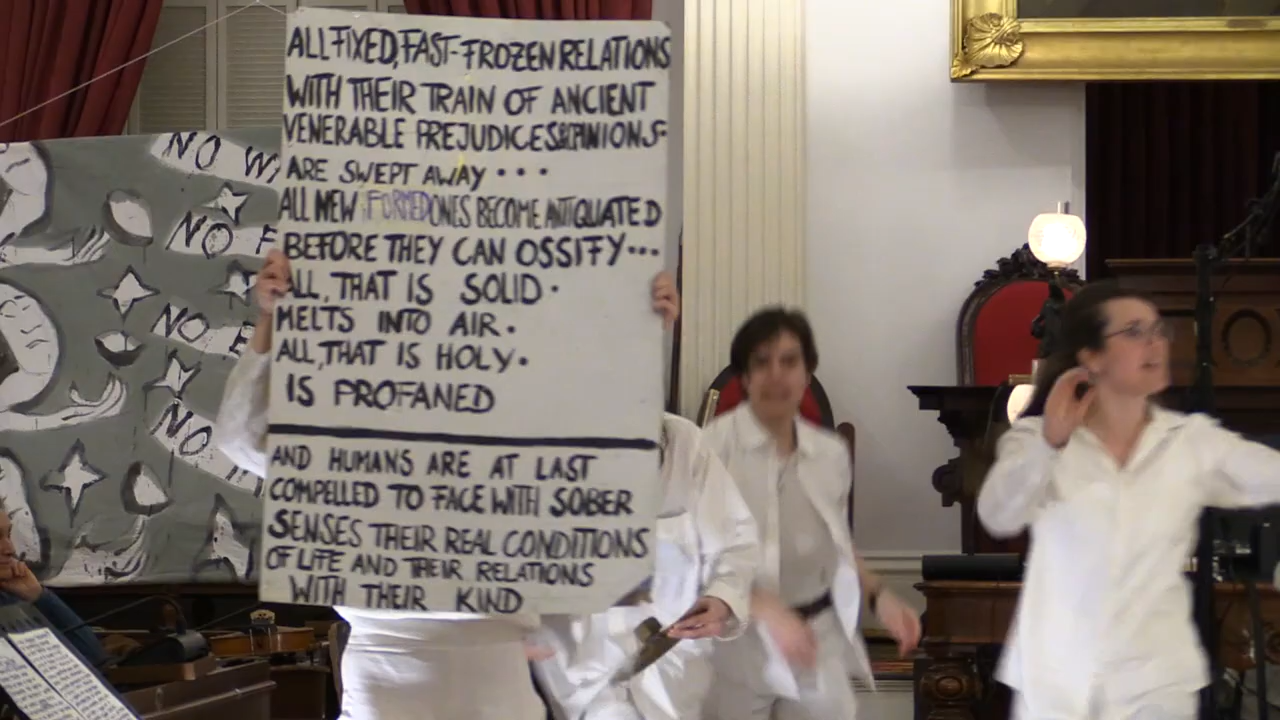 ALL FIXED, FAST-FROZEN RELATIONS
WITH THEIR TRAIN OF ANCIENT
VENERABLE PREJUDICES & OPINIONS
ARE SWEPT AWAY...
ALL NEW FORMED ONES BECOME ANTIQUATED
BEFORE THEY CAN OSSIFY...
ALL, THAT IS SOLID.
MELTS INTO AIR.
ALL, THAT IS HOLY.
IS PROFANED
AND HUMANS ARE AT LAST
COMPELLED TO FACE WITH SOBER
SENSES THEIR REAL CONDITIONS
OF LIFE AND THEIR RELATIONS
WITH THEIR KIND
NO
NO
NO
NO